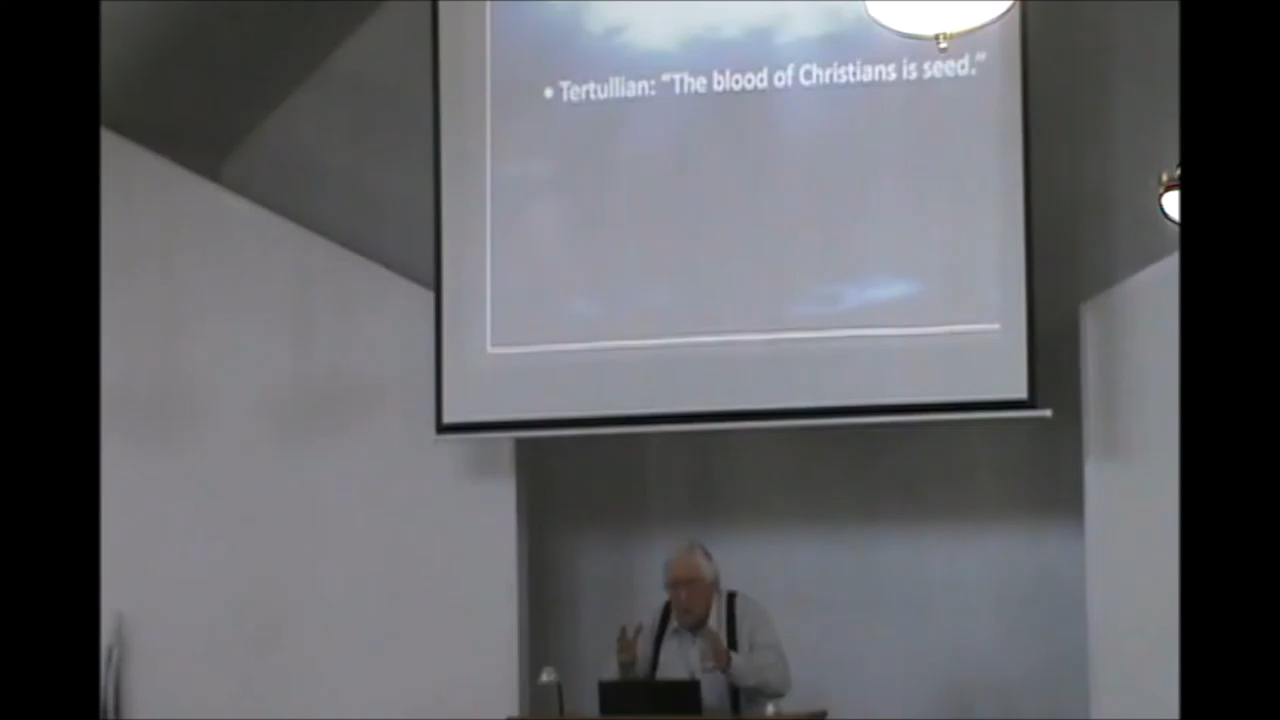 • Tertullian: “The blood of Christians is seed.”